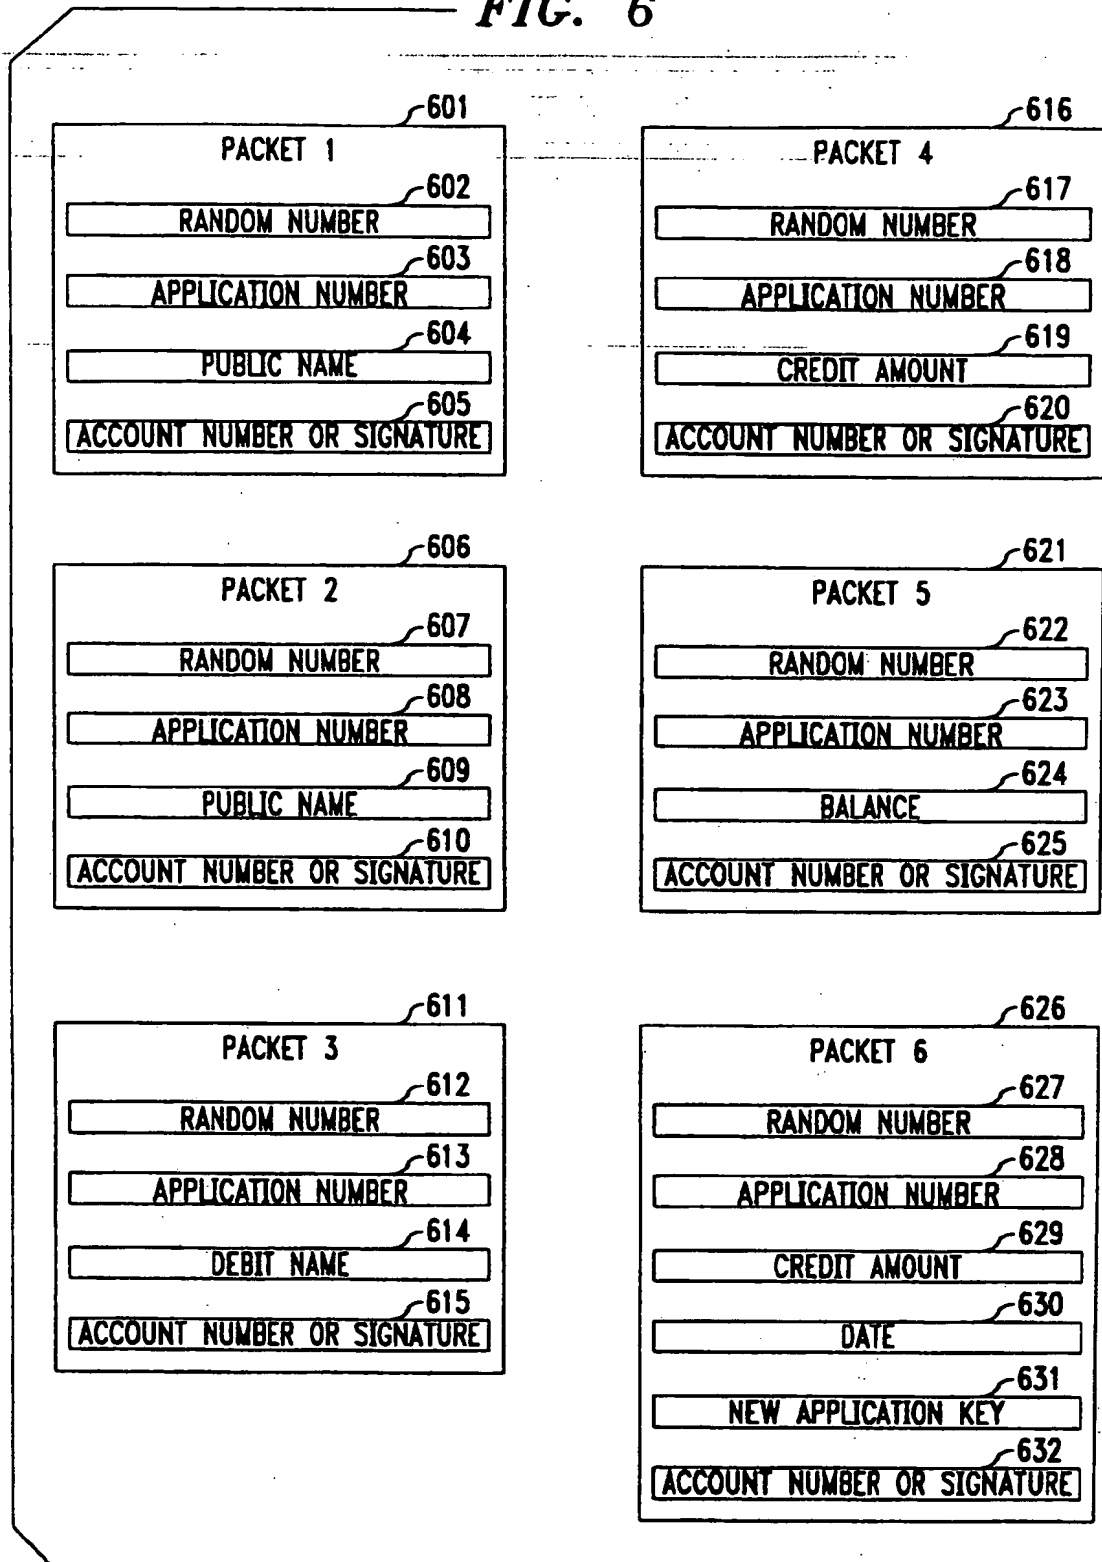 FIG. 6
601
PACKET 1
602
RANDOM NUMBER
603
APPLICATION NUMBER
604
PUBLIC NAME
605
ACCOUNT NUMBER OR SIGNATURE
606
PACKET 2
607
RANDOM NUMBER
608
APPLICATION NUMBER
609
PUBLIC NAME
610
ACCOUNT NUMBER OR SIGNATURE
611
PACKET 3
612
RANDOM NUMBER
613
APPLICATION NUMBER
614
DEBIT NAME
615
ACCOUNT NUMBER OR SIGNATURE
616
PACKET 4
617
RANDOM NUMBER
618
APPLICATION NUMBER
619
CREDIT AMOUNT
620
ACCOUNT NUMBER OR SIGNATURE
621
PACKET 5
622
RANDOM NUMBER
623
APPLICATION NUMBER
624
BALANCE
625
ACCOUNT NUMBER OR SIGNATURE
626
PACKET 6
627
RANDOM NUMBER
628
APPLICATION NUMBER
629
CREDIT AMOUNT
630
DATE
631
NEW APPLICATION KEY
632
ACCOUNT NUMBER OR SIGNATURE